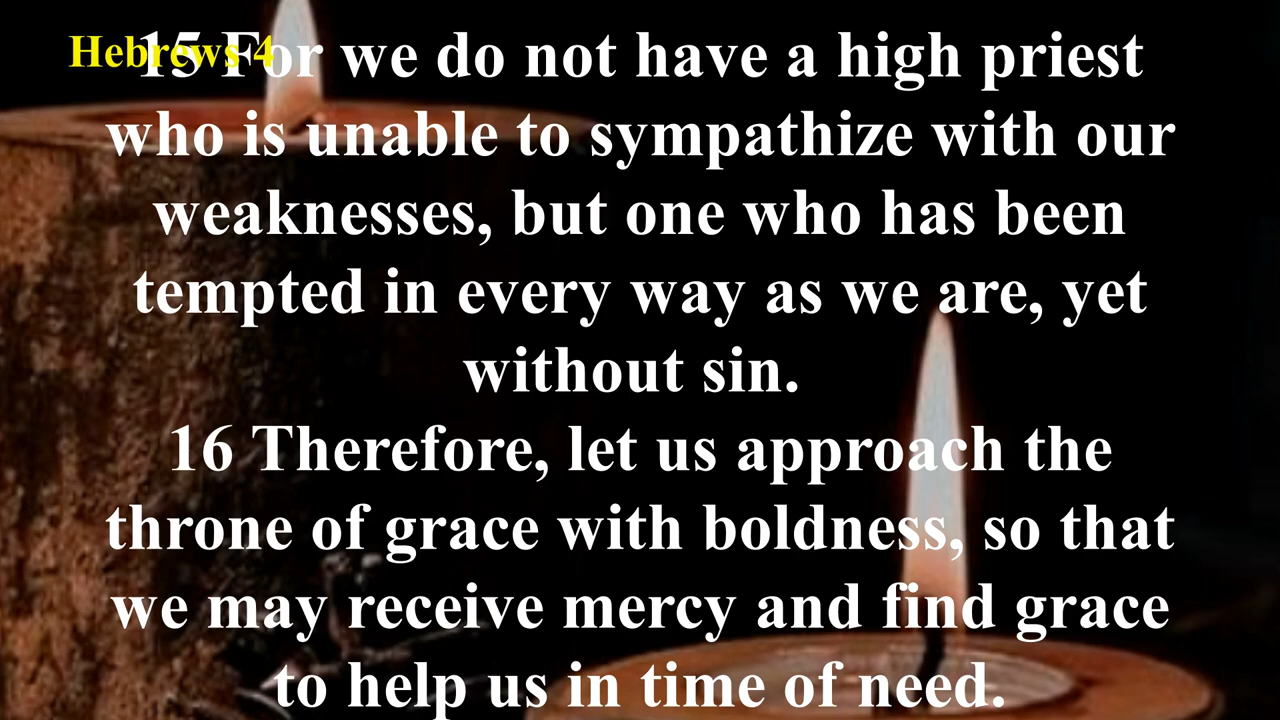 Hebrews 4
15 For we do not have a high priest
who is unable to sympathize with our
weaknesses, but one who has been
tempted in every way as we are, yet
without sin.
16 Therefore, let us approach the
throne of grace with boldness, so that
we may receive mercy and find grace
to help us in time of need.